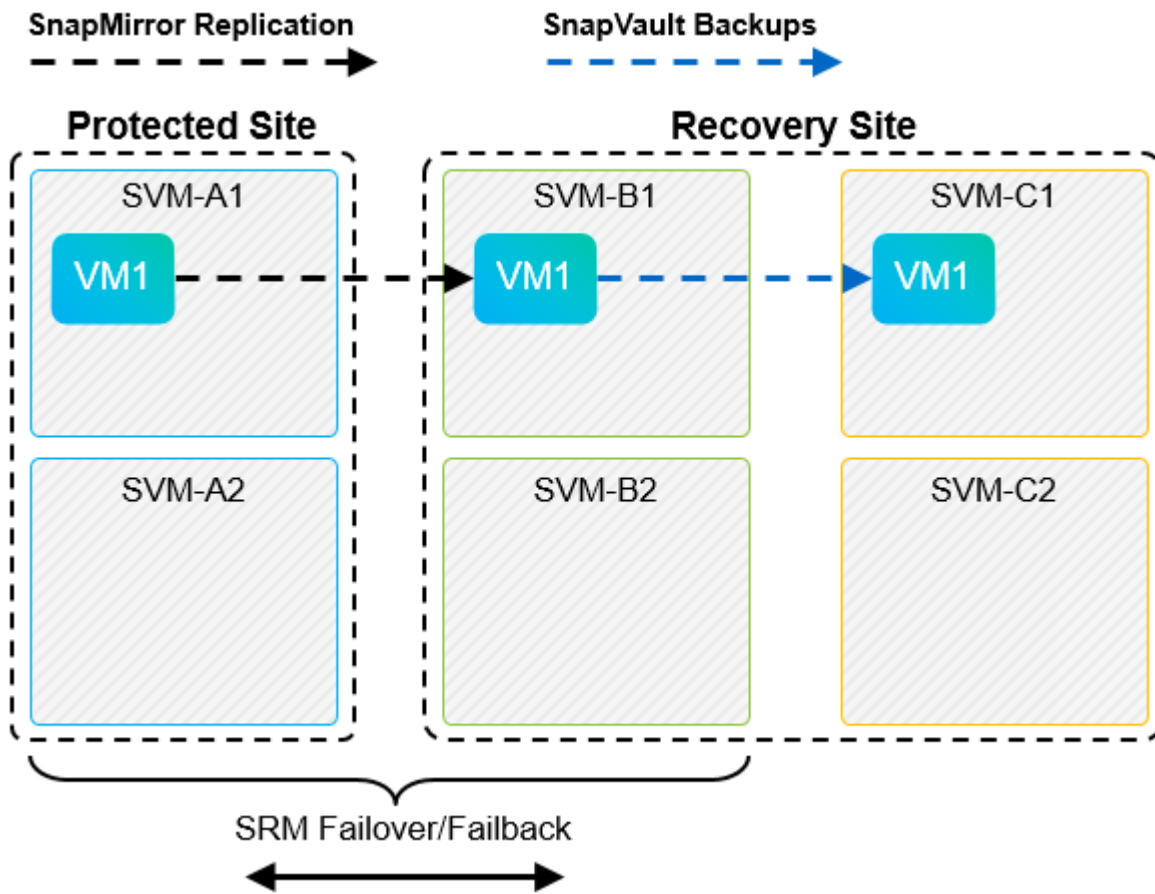 SnapMirror Replication
SnapVault Backups
Protected Site
Recovery Site
SVM-A1
SVM-B1
SVM-C1
VM1
VM1
VM1
SVM-A2
SVM-B2
SVM-C2
SRM Failover/Failback